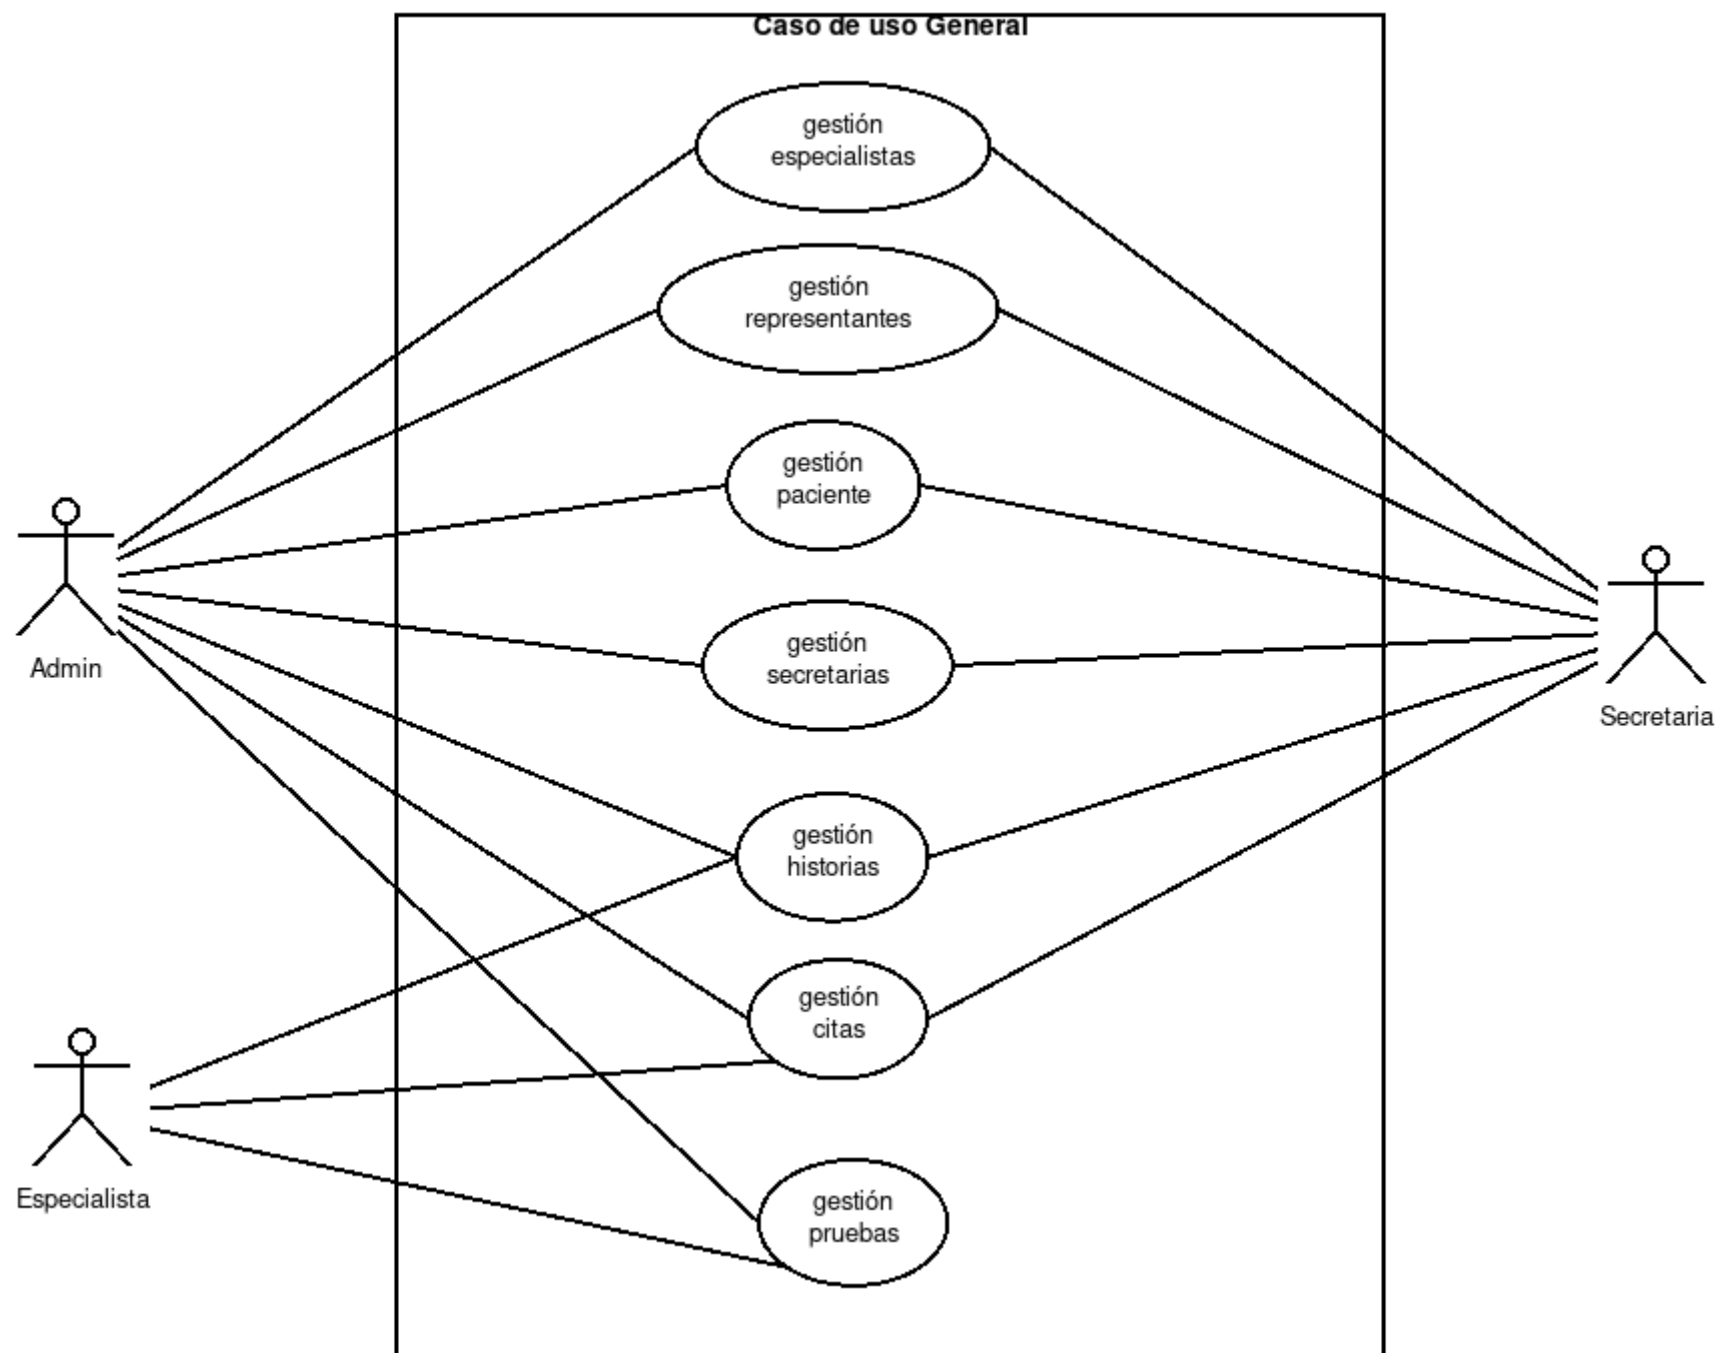 Caso de uso General
gestión
especialistas
gestión
representantes
gestión
paciente
Admin
gestión
secretarias
Secretaria
gestión
historias
gestión
citas
Especialista
gestión
pruebas